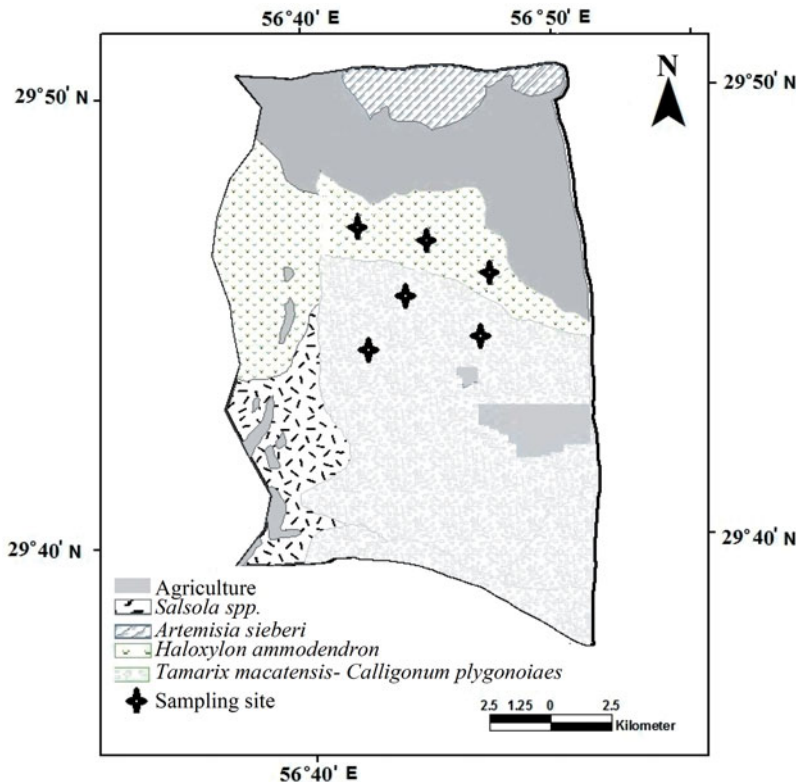 56°40' E
56°50' E
29°50' N
29°50' N
N
29°40' N
29°40' N
Agriculture
Salsola spp.
Artemisia sieberi
Haloxylon ammodendron
Tamarix macatensis- Calligonum plygonoiaes
Sampling site
2.5 1.25 0 2.5
Kilometer
56°40' E